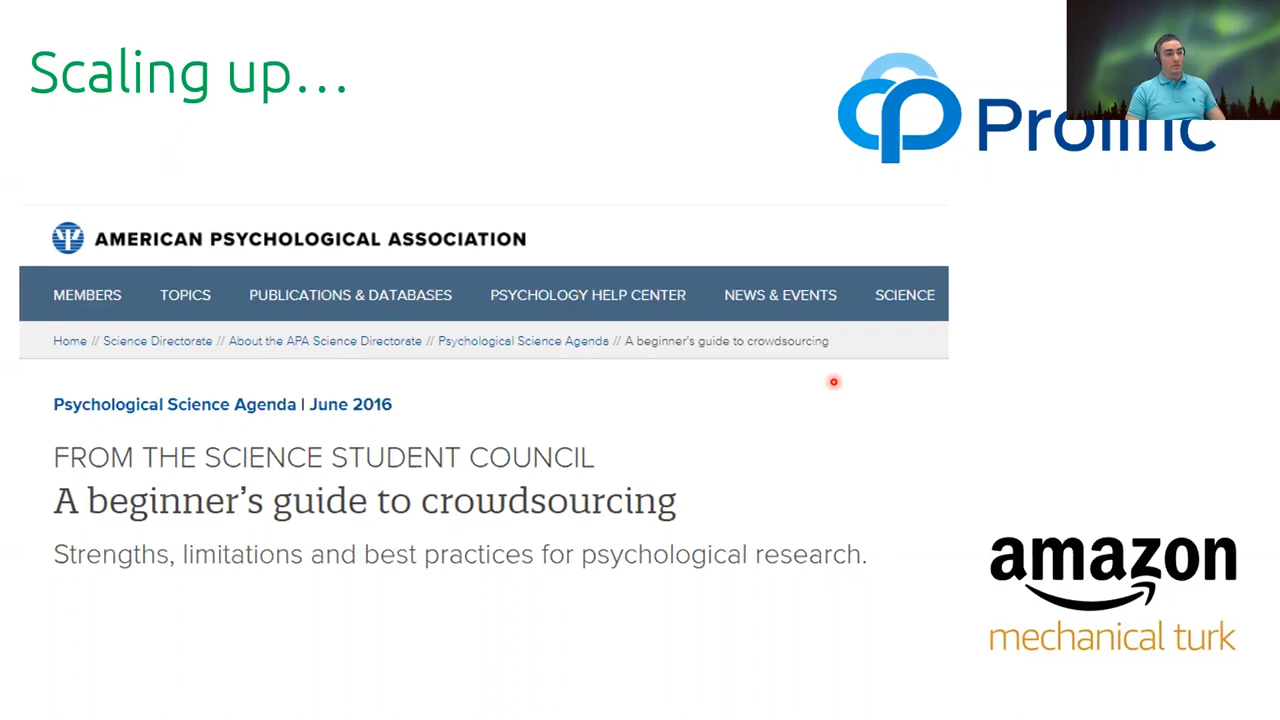 Scaling up...
Prolific
AMERICAN PSYCHOLOGICAL ASSOCIATION
MEMBERS TOPICS PUBLICATIONS & DATABASES PSYCHOLOGY HELP CENTER NEWS & EVENTS SCIENCE
Home // Science Directorate // About the APA Science Directorate // Psychological Science Agenda // A beginner's guide to crowdsourcing
Psychological Science Agenda | June 2016
FROM THE SCIENCE STUDENT COUNCIL
A beginner's guide to crowdsourcing
Strengths, limitations and best practices for psychological research.
amazon
mechanical turk